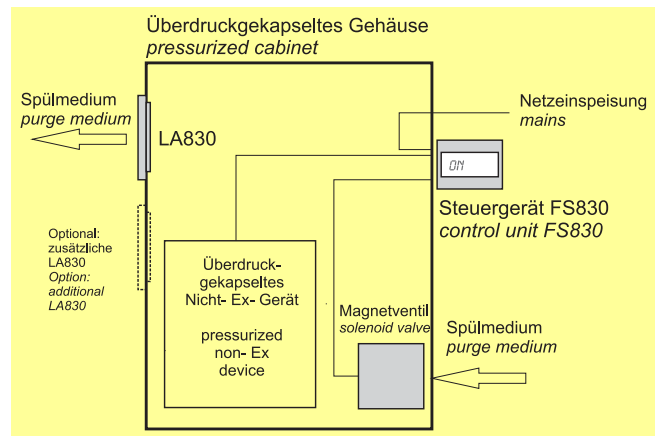 Überdruckgekapseltes Gehäuse
pressurized cabinet
Spülmedium
purge medium
LA830
Netzeinspeisung
mains
ON
Steuergerät FS830
control unit FS830
Optional:
zusätzliche
LA830
Option:
additional
LA830
Überdruck-
gekapseltes
Nicht- Ex- Gerät
pressurized
non- Ex
device
Magnetventil
solenoid valve
Spülmedium
purge medium